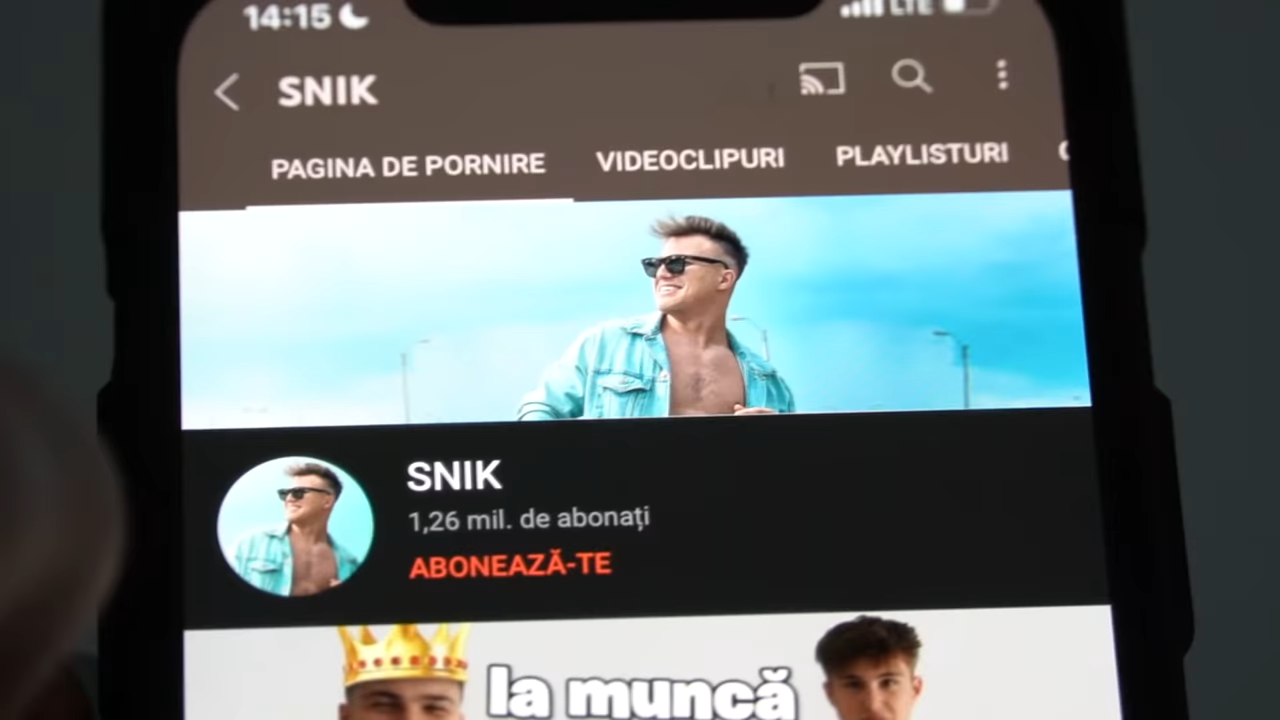 14:15 LTE
SNIK
PAGINA DE PORNIRE VIDEOCLIPURI PLAYLISTURI
SNIK
1,26 mil. de abonați
ABONEAZĂ-TE
la muncă